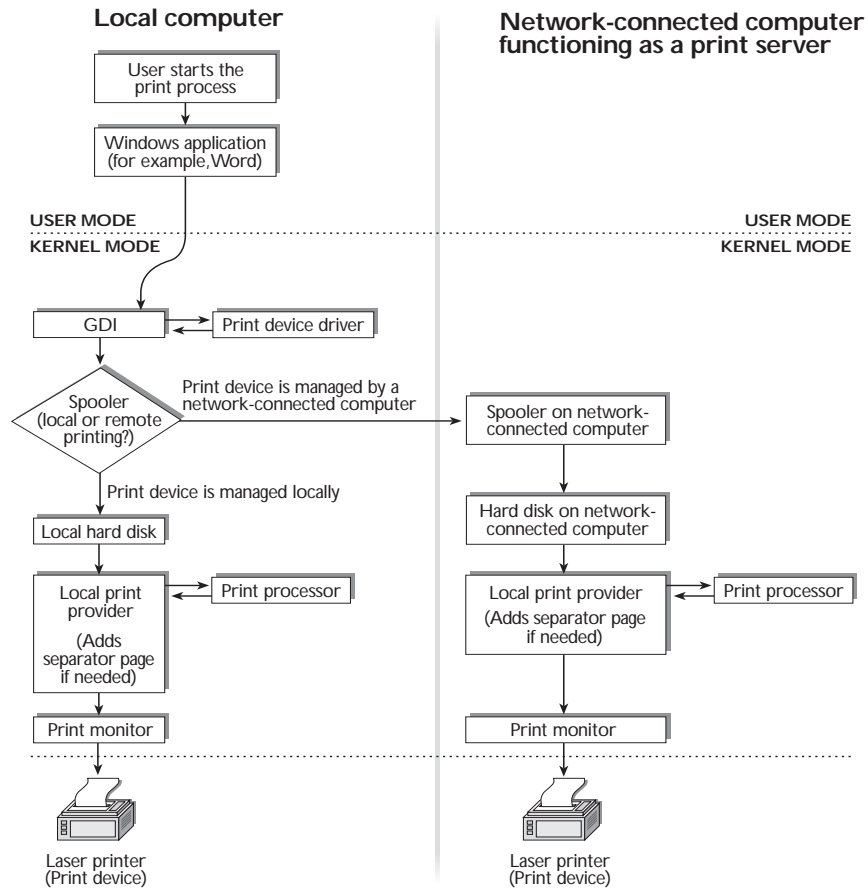 Local computer
Network-connected computer
functioning as a print server
User starts the
print process
Windows application
(for example,Word)
USER MODE
USER MODE
KERNEL MODE
KERNEL MODE
GDI
Print device driver
Spooler
(local or remote
printing?)
Print device is managed by a
network-connected computer
Spooler on network-
connected computer
Print device is managed locally
Local hard disk
Hard disk on network-
connected computer
Local print
provider
(Adds
separator page
if needed)
Print processor
Local print provider
(Adds separator page
if needed)
Print processor
Print monitor
Print monitor
Laser printer
(Print device)
Laser printer
(Print device)